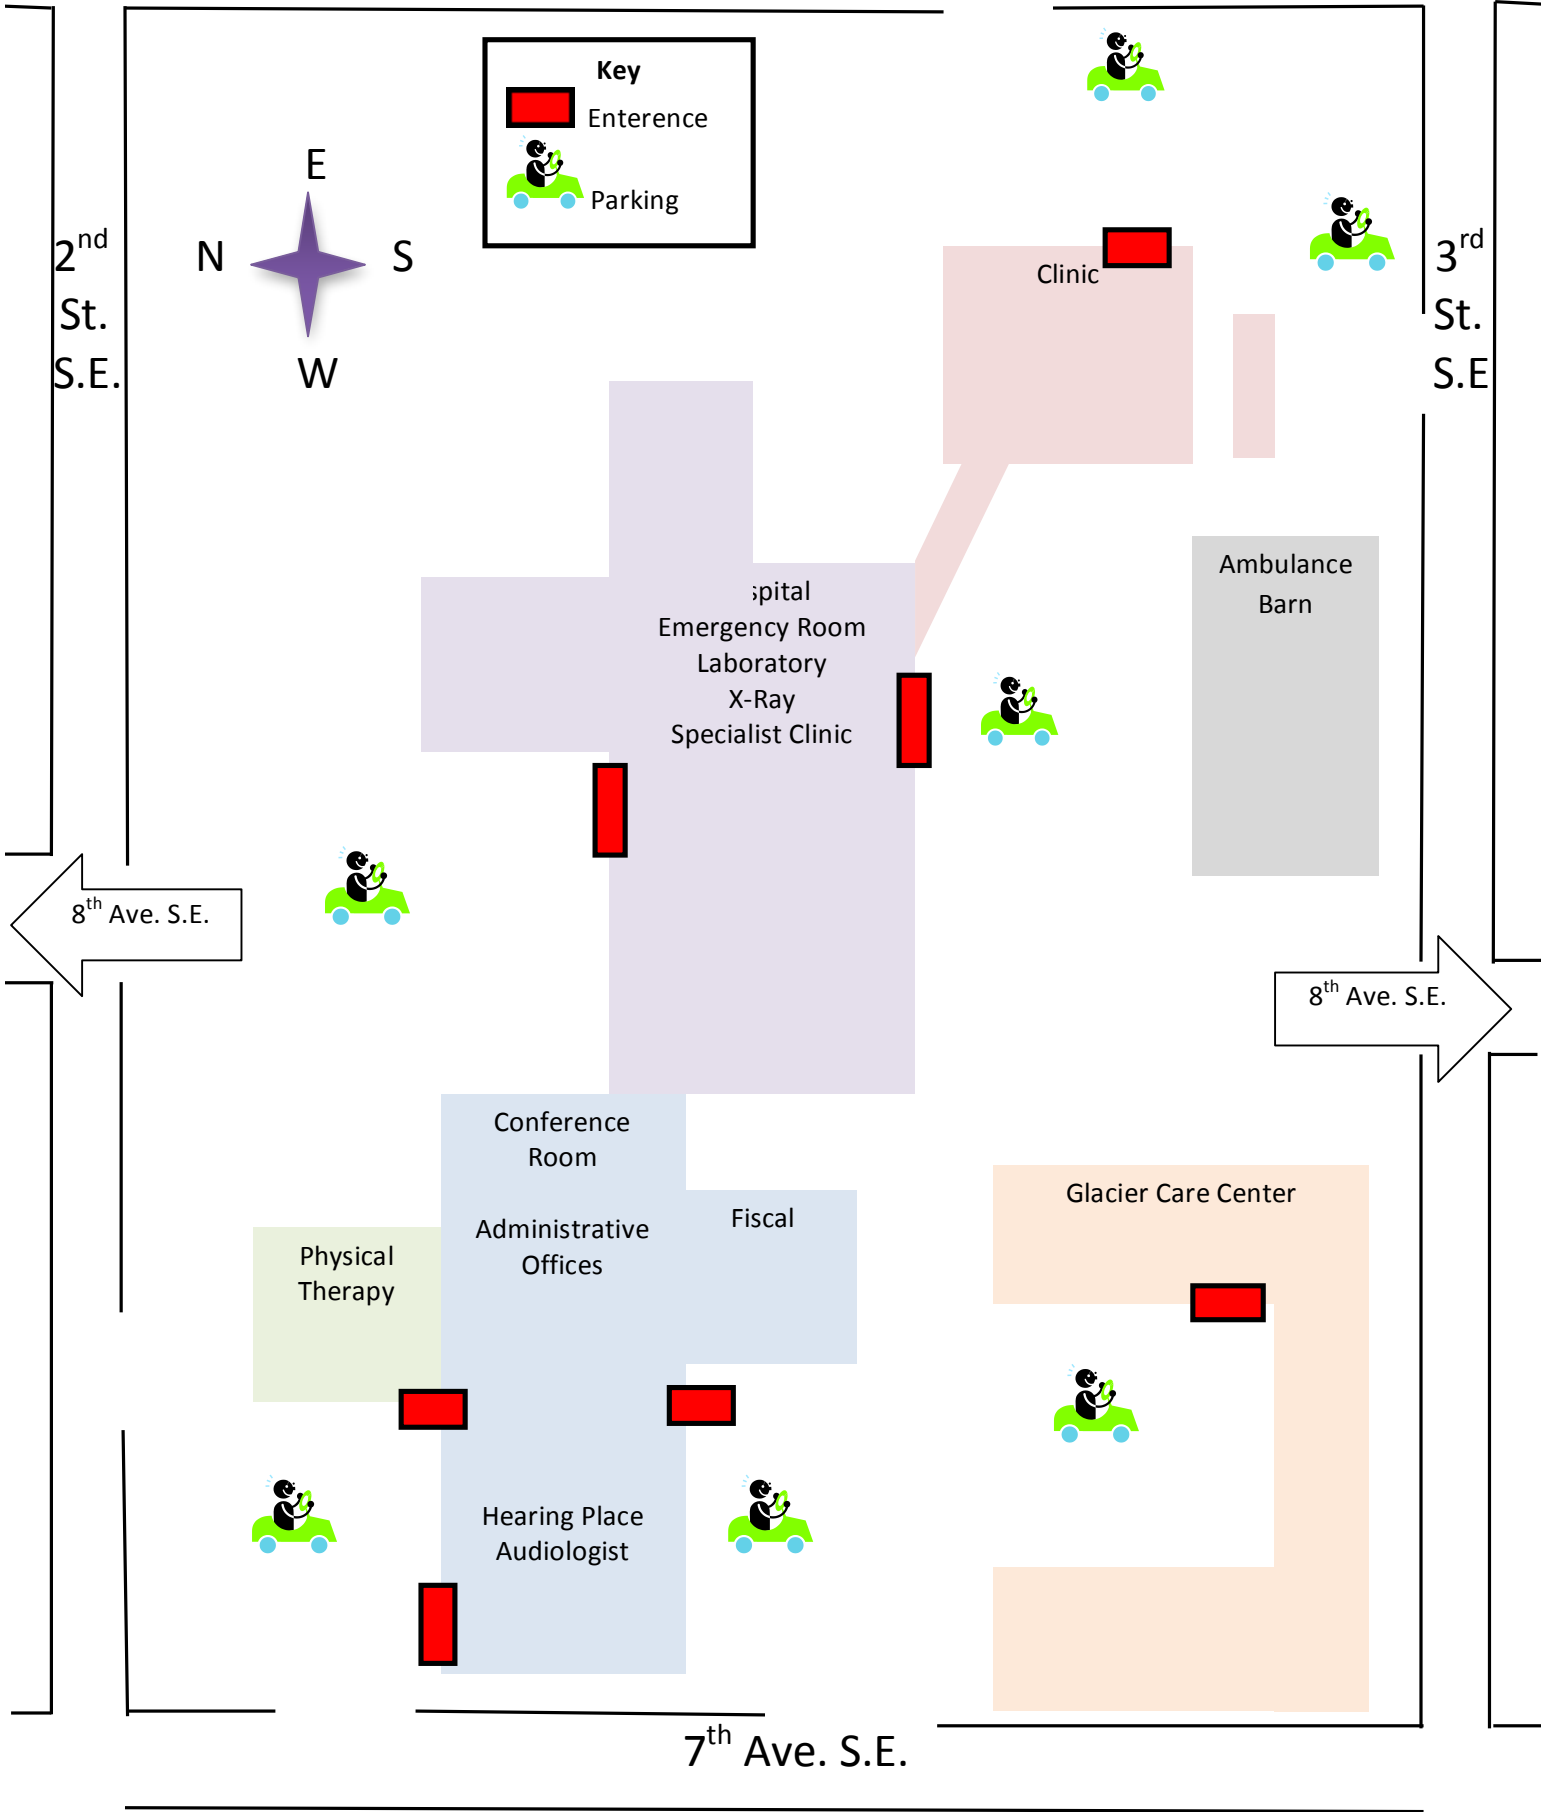 Key
Enterence
Parking
E
N S
W
2nd
St.
S.E.
3rd
St.
S.E
Clinic
Ambulance
Barn
spital
Emergency Room
Laboratory
X-Ray
Specialist Clinic
8th Ave. S.E.
8th Ave. S.E.
Conference
Room
Administrative
Offices
Fiscal
Physical
Therapy
Glacier Care Center
Hearing Place
Audiologist
7th Ave. S.E.